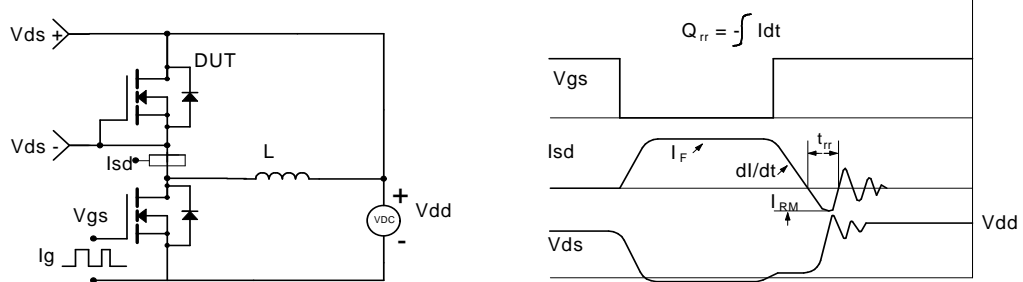 Vds +
DUT
Vds -
Isd
L
Vgs
Ig
VDC
+
-
Vdd
Q rr = - ∫ Idt
Vgs
Isd
I F
dI/dt
t rr
I RM
Vds
Vdd